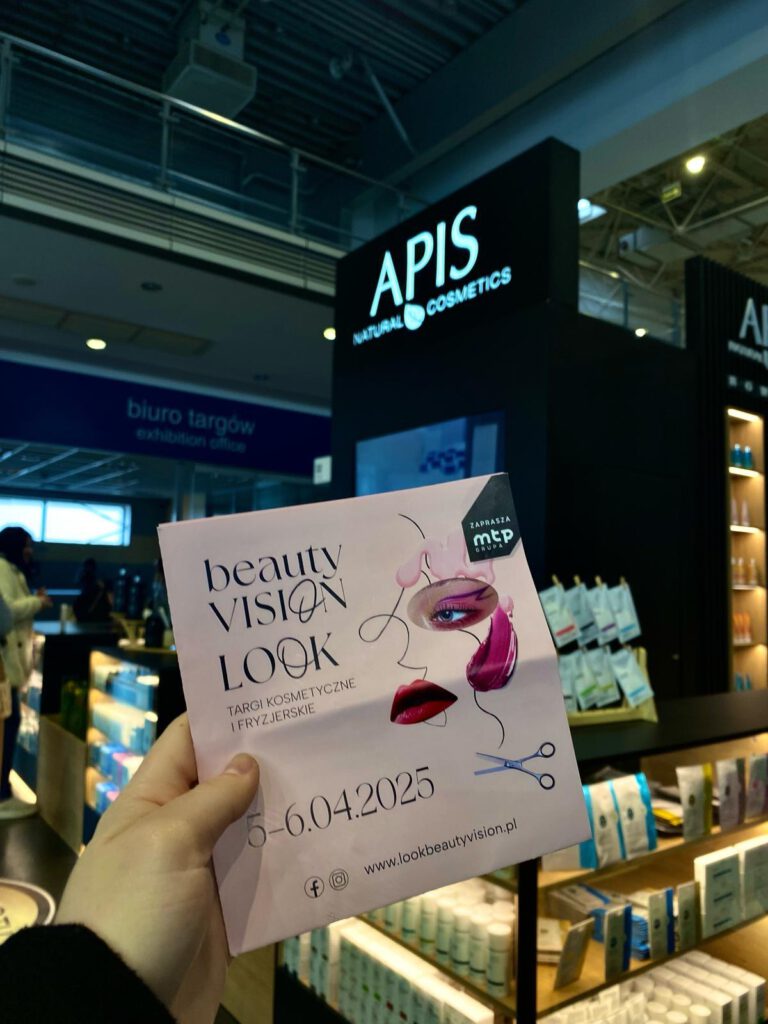 APIS
NATURAL COSMETICS
AP
biuro targów
exhibition office
ZAPRASZA
mtp
GRUPA
beauty
VISION
LOOK
TARGI KOSMETYCZNE
I FRYZJERSKIE
5-6.04.2025
www.lookbeautyvision.pl